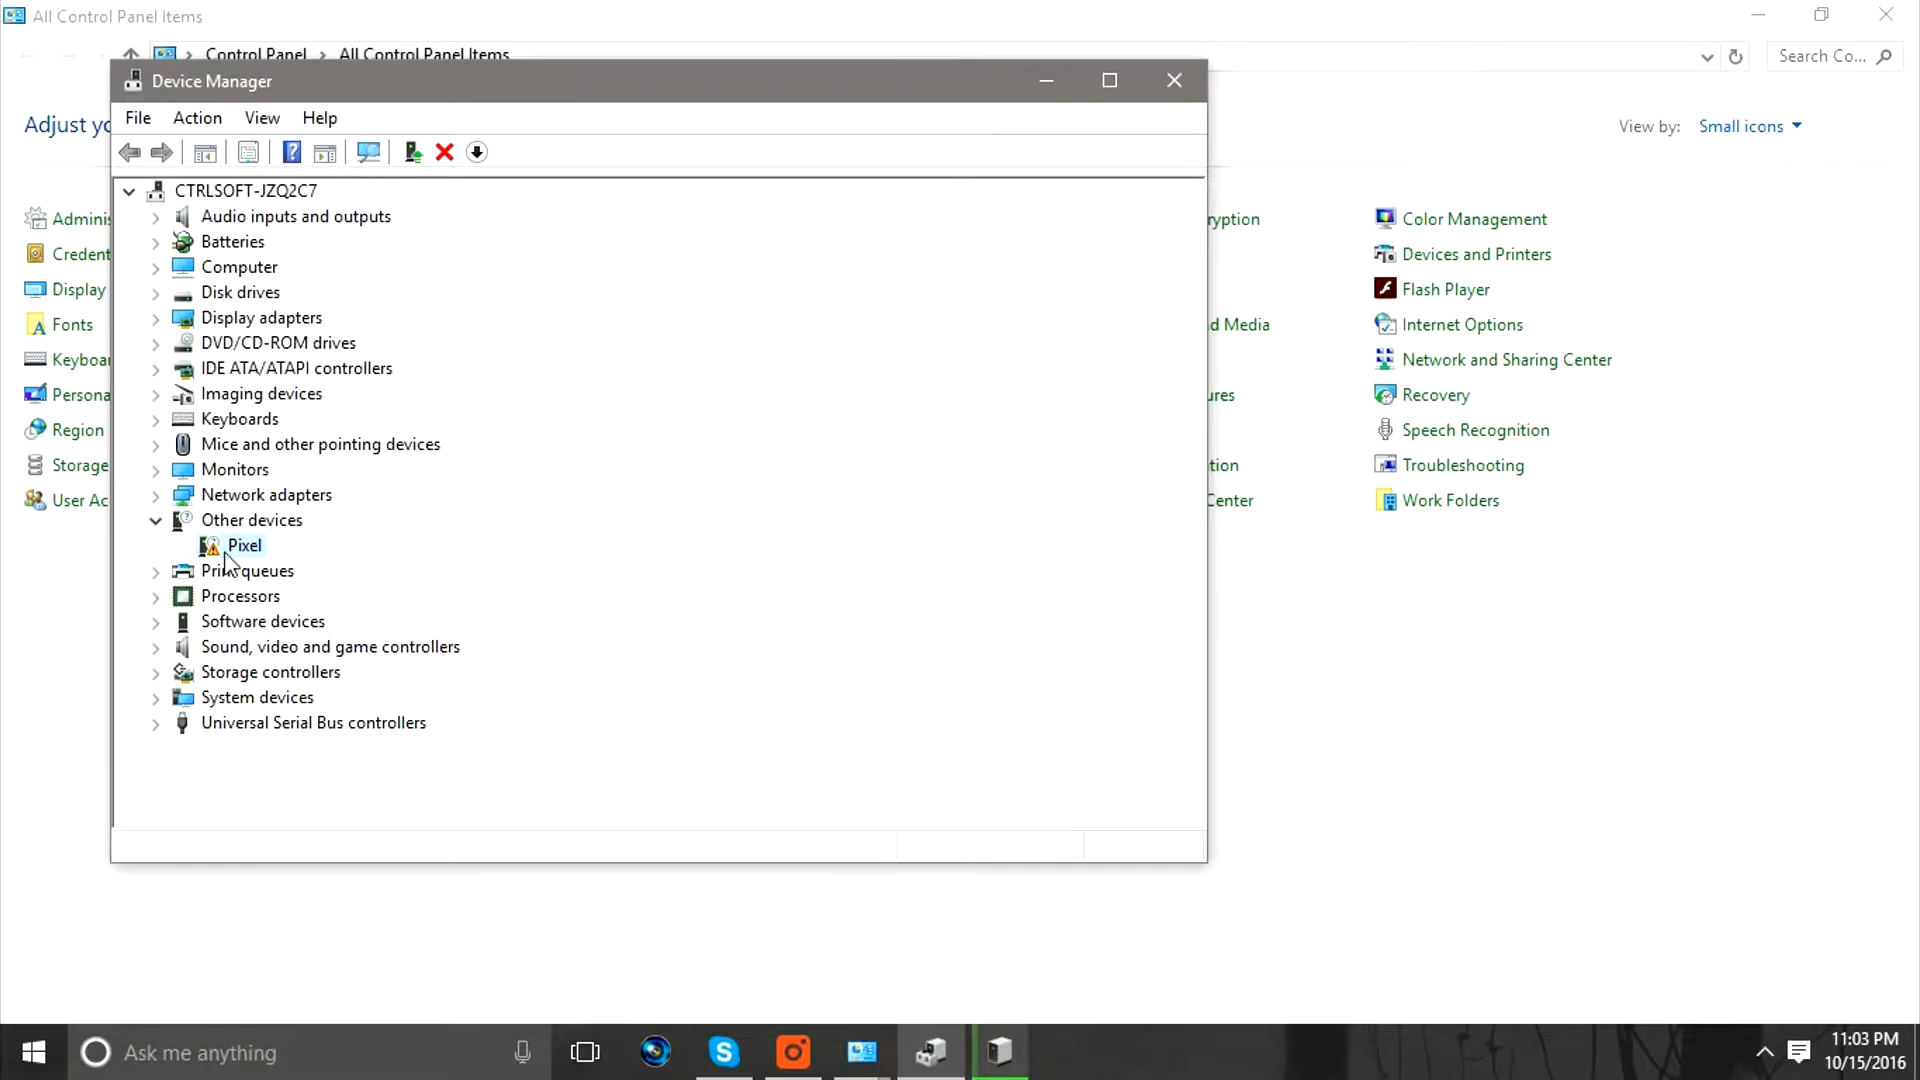 All Control Panel Items
Control Panel
All Control Panel Items
Search Co...
Device Manager
File
Action
View
Help
View by:
Small icons
CTRLSOFT-JZQ2C7
Audio inputs and outputs
Batteries
Computer
Disk drives
Display adapters
DVD/CD-ROM drives
IDE ATA/ATAPI controllers
Imaging devices
Keyboards
Mice and other pointing devices
Monitors
Network adapters
Other devices
Pixel
Print queues
Processors
Software devices
Sound, video and game controllers
Storage controllers
System devices
Universal Serial Bus controllers
Adjust yo
Adminis
Credent
Display
Fonts
Keyboar
Persona
Region
Storage
User Ac
ryption
d Media
ures
tion
Center
Color Management
Devices and Printers
Flash Player
Internet Options
Network and Sharing Center
Recovery
Speech Recognition
Troubleshooting
Work Folders
Ask me anything
11:03 PM
10/15/2016